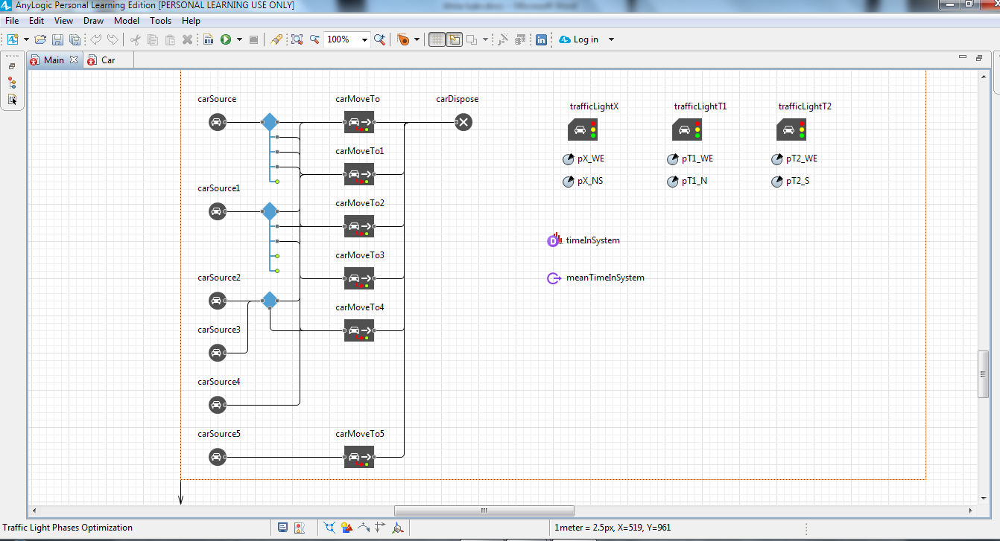 AnyLogic Personal Learning Edition [PERSONAL LEARNING USE ONLY]
File Edit View Draw Model Tools Help
100% Log in
Main Car
carSource carMoveTo carDispose
trafficLightX trafficLightT1 trafficLightT2
carMoveTo1
pX_WE pT1_WE pT2_WE
pX_NS pT1_N pT2_S
carSource1
carMoveTo2
timeInSystem
carMoveTo3
carSource2 meanTimeInSystem
carMoveTo4
carSource3
carSource4
carSource5 carMoveTo5
Traffic Light Phases Optimization 1meter = 2.5px, X=519, Y=961